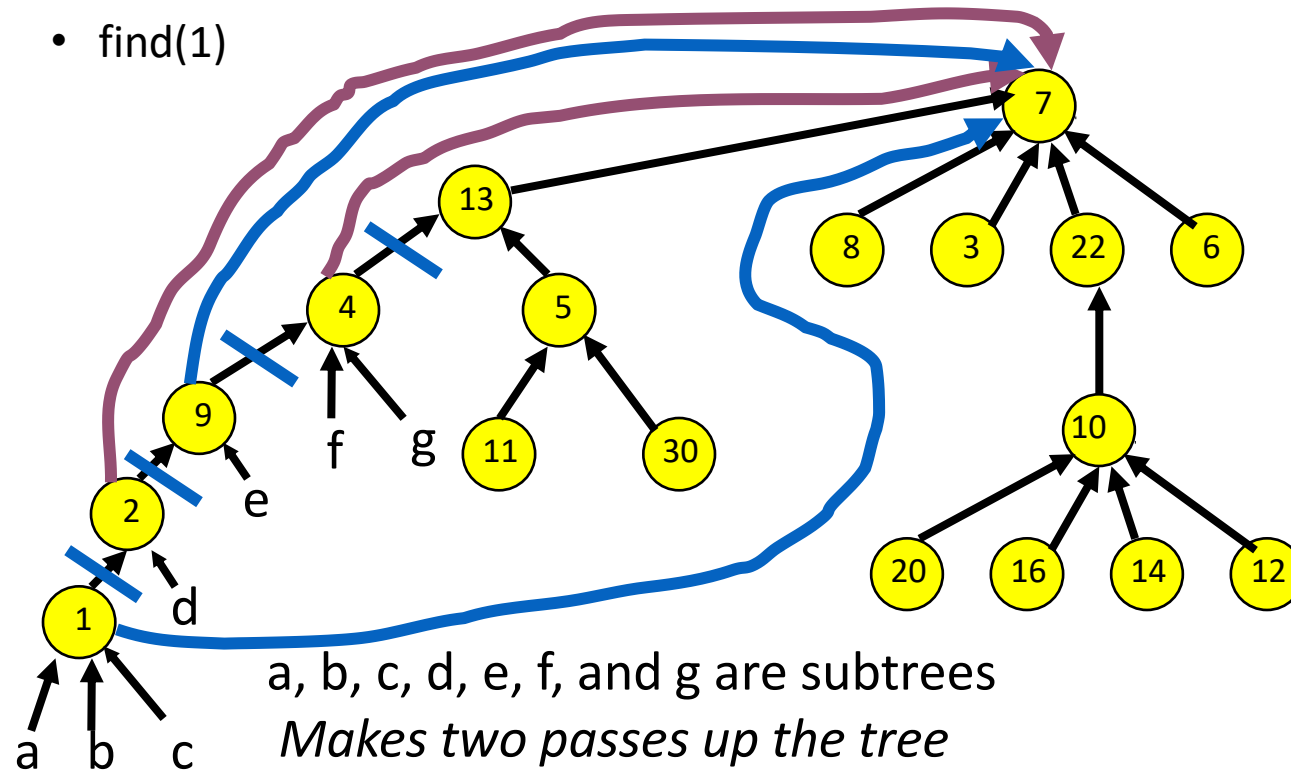 • find(1)
7
13
8 3 22 6
4 5
9
f g 11 30 10
e
2
20 16 14 12
d
1
a, b, c, d, e, f, and g are subtrees
Makes two passes up the tree
a b c